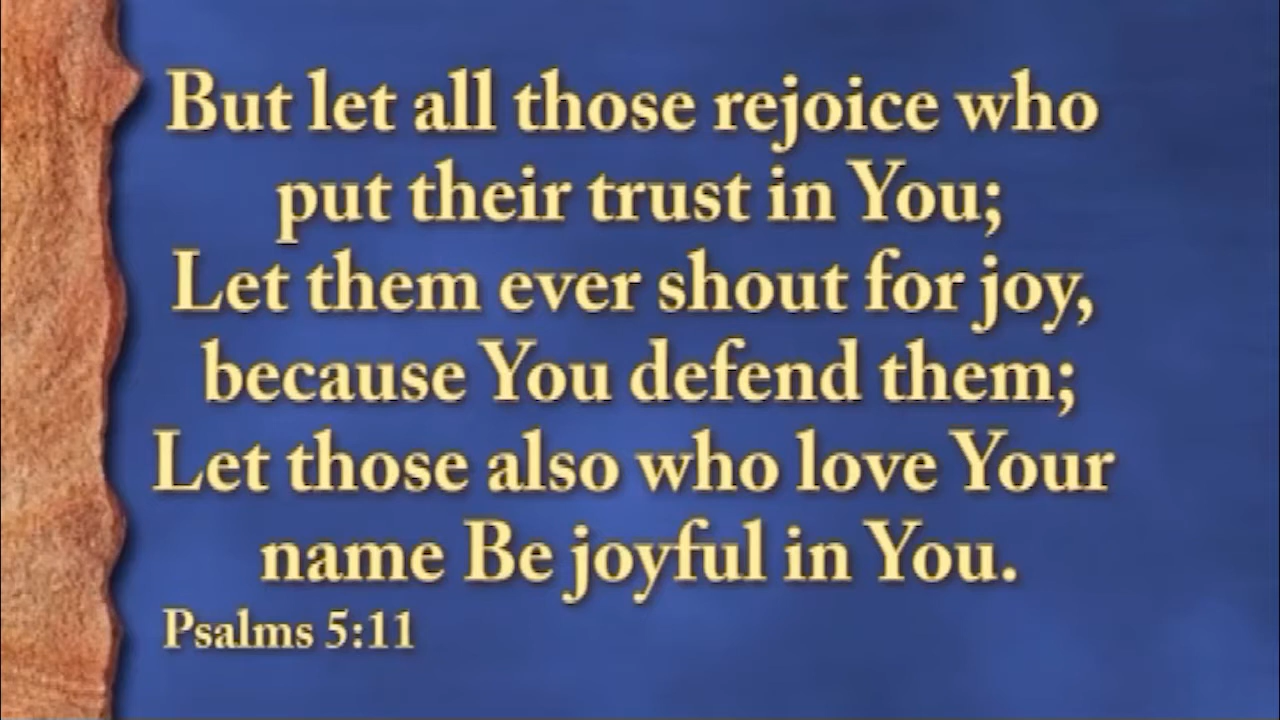 But let all those rejoice who
put their trust in You;
Let them ever shout for joy,
because You defend them;
Let those also who love Your
name Be joyful in You.
Psalms 5:11